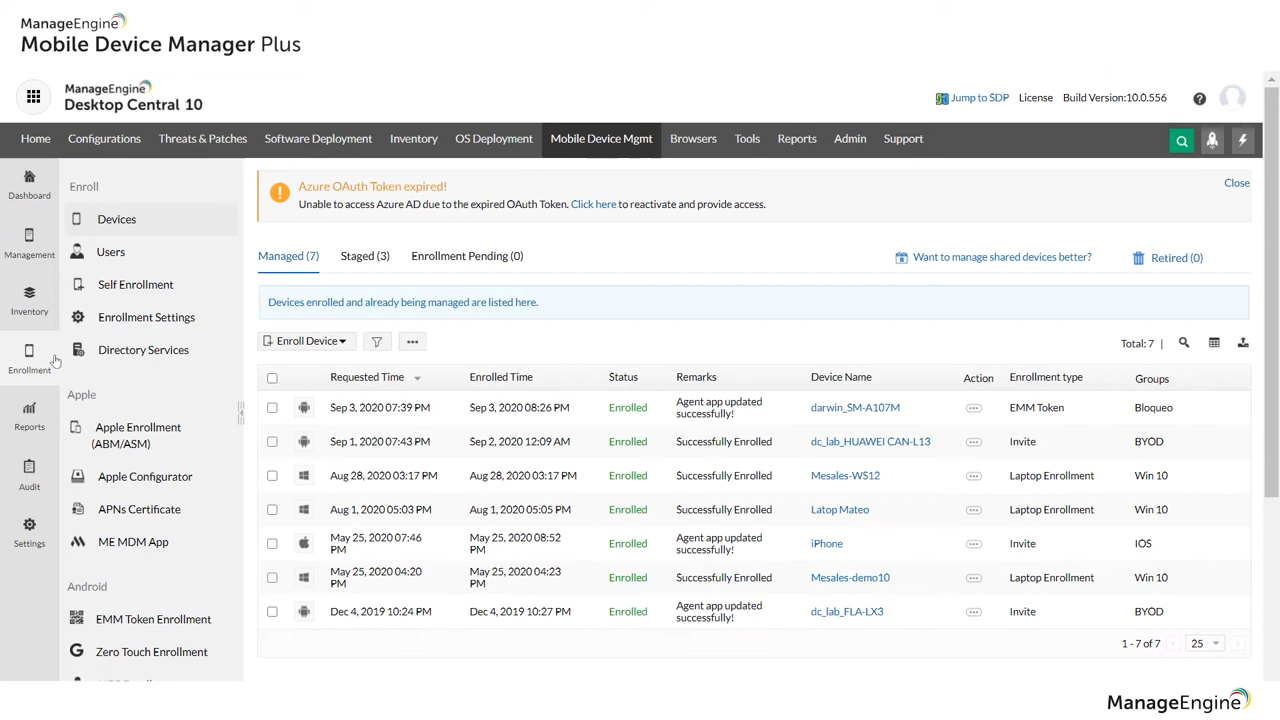 ManageEngine
Mobile Device Manager Plus
ManageEngine
Desktop Central 10
Jump to SDP License Build Version:10.0.556
Home Configurations Threats & Patches Software Deployment Inventory OS Deployment Mobile Device Mgmt Browsers Tools Reports Admin Support
Dashboard
Management
Inventory
Enrollment
Reports
Audit
Settings
Enroll
Devices
Users
Self Enrollment
Enrollment Settings
Directory Services
Apple
Apple Enrollment
(ABM/ASM)
Apple Configurator
APNs Certificate
ME MDM App
Android
EMM Token Enrollment
Zero Touch Enrollment
Azure OAuth Token expired! Close
Unable to access Azure AD due to the expired OAuth Token. Click here to reactivate and provide access.
Managed (7) Staged (3) Enrollment Pending (0) Want to manage shared devices better? Retired (0)
Devices enrolled and already being managed are listed here.
Enroll Device Total: 7 |
Requested Time Enrolled Time Status Remarks Device Name Action Enrollment type Groups
Sep 3, 2020 07:39 PM Sep 3, 2020 08:26 PM Enrolled Agent app updated successfully! darwin_SM-A107M EMM Token Bloqueo
Sep 1, 2020 07:43 PM Sep 2, 2020 12:09 AM Enrolled Successfully Enrolled dc_lab_HUAWEI CAN-L13 Invite BYOD
Aug 28, 2020 03:17 PM Aug 28, 2020 03:17 PM Enrolled Successfully Enrolled Mesales-WS12 Laptop Enrollment Win 10
Aug 1, 2020 05:03 PM Aug 1, 2020 05:05 PM Enrolled Successfully Enrolled Latop Mateo Laptop Enrollment Win 10
May 25, 2020 07:46 PM May 25, 2020 08:52 PM Enrolled Agent app updated successfully! iPhone Invite IOS
May 25, 2020 04:20 PM May 25, 2020 04:23 PM Enrolled Successfully Enrolled Mesales-demo10 Laptop Enrollment Win 10
Dec 4, 2019 10:24 PM Dec 4, 2019 10:27 PM Enrolled Agent app updated successfully! dc_lab_FLA-LX3 Invite BYOD
1 - 7 of 7 25
ManageEngine